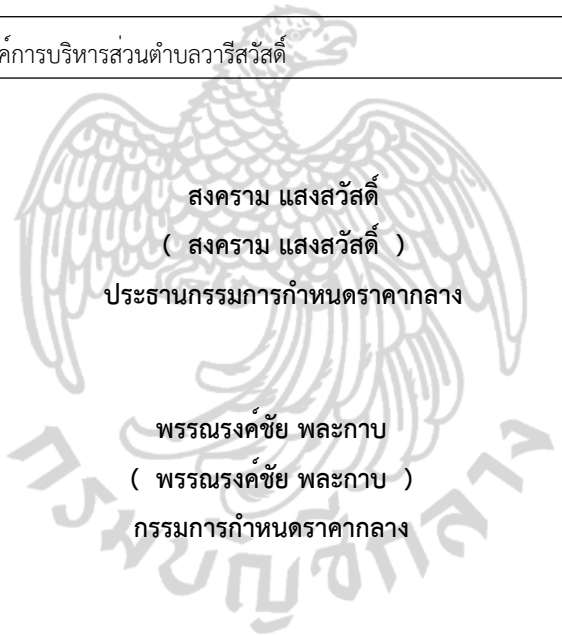 ค์การบริหารส่วนตำบลวารีสวัสดิ์
สงคราม แสงสวัสดิ์
( สงคราม แสงสวัสดิ์ )
ประธานกรรมการกำหนดราคากลาง
พรรณรงค์ชัย พละกาบ
( พรรณรงค์ชัย พละกาบ )
กรรมการกำหนดราคากลาง
กรมบัญชีกลาง